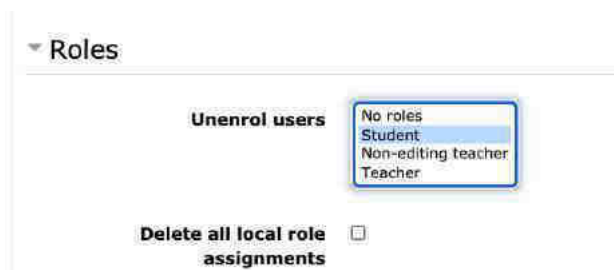 Roles
Unenrol users
No roles
Student
Non-editing teacher
Teacher
Delete all local role
assignments